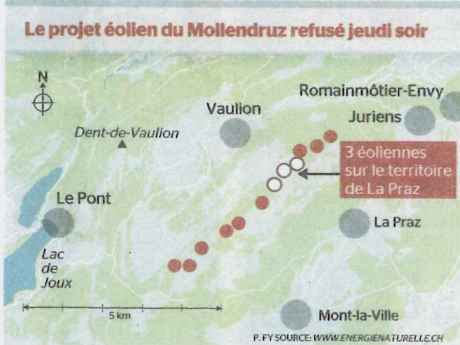 Le projet éolien du Mollendruz refusé jeudi soir
N
Romainmôtier-Envy
Vaulion
Juriens
Dent-de-Vaulion
3 éoliennes
sur le territoire
de La Praz
Le Pont
La Praz
Lac
de
Joux
5 km
Mont-la-Ville
P. FY SOURCE: WWW.ENERGIENATURELLE.CH